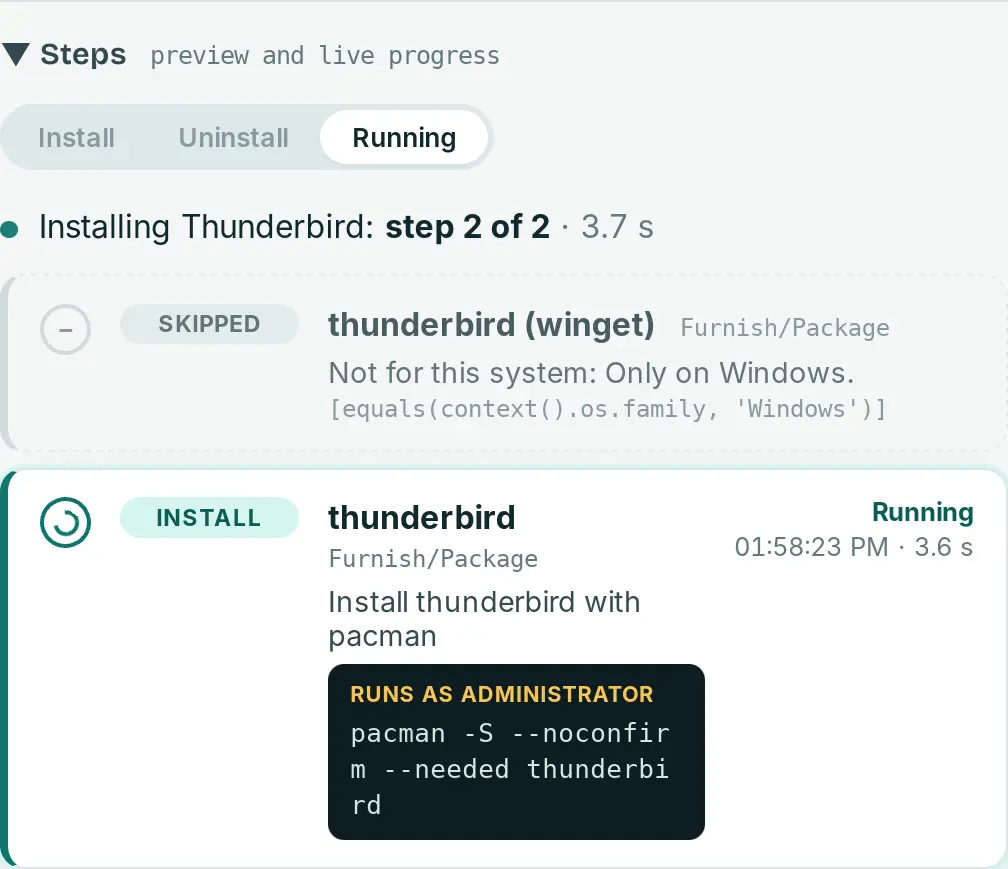 ▼ Steps preview and live progress
Install Uninstall Running
Installing Thunderbird: step 2 of 2 · 3.7 s
SKIPPED thunderbird (winget) Furnish/Package
Not for this system: Only on Windows.
[equals(context().os.family, 'Windows')]
INSTALL thunderbird Running
Furnish/Package 01:58:23 PM · 3.6 s
Install thunderbird with
pacman
RUNS AS ADMINISTRATOR
pacman -S --noconfir
m --needed thunderbi
rd